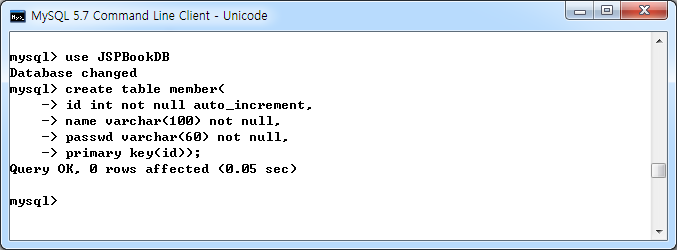 MySQL 5.7 Command Line Client - Unicode
mysql> use JSPBookDB
Database changed
mysql> create table member(
    -> id int not null auto_increment,
    -> name varchar(100) not null,
    -> passwd varchar(60) not null,
    -> primary key(id));
Query OK, 0 rows affected (0.05 sec)
mysql>